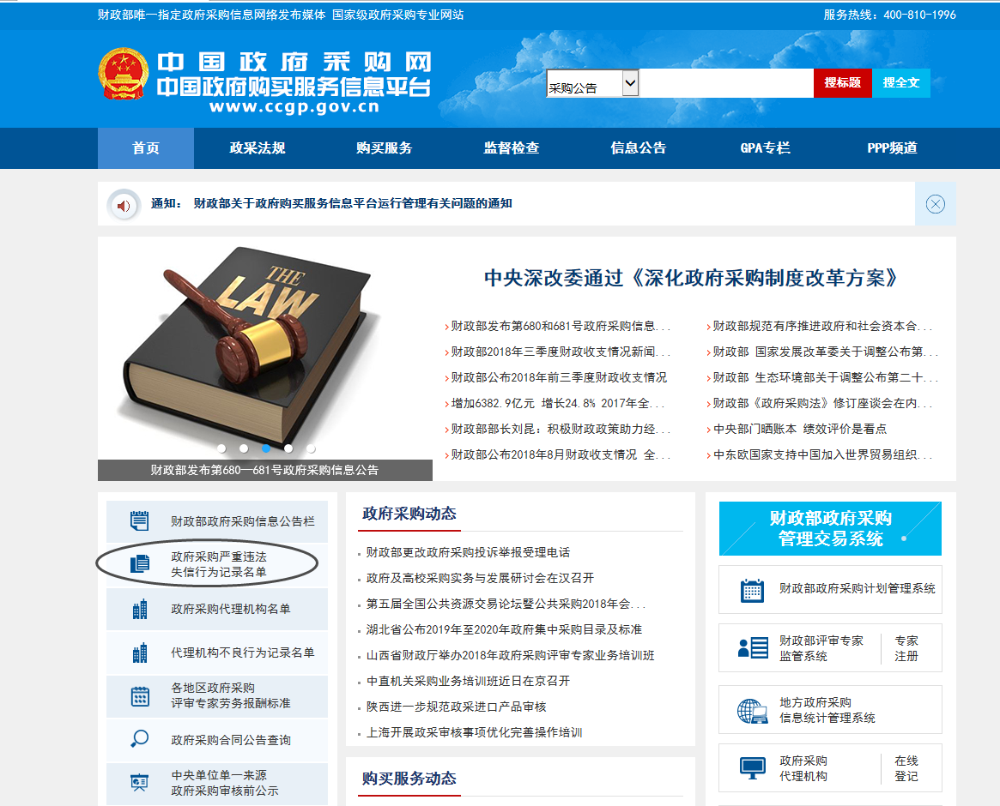 财政部唯一指定政府采购信息网络发布媒体 国家级政府采购专业网站
服务热线：400-810-1996
中国政府采购网
中国政府购买服务信息平台
www.ccgp.gov.cn
采购公告
搜标题
搜全文
首页
政采法规
购买服务
监督检查
信息公告
GPA专栏
PPP频道
通知： 财政部关于政府购买服务信息平台运行管理有关问题的通知
THE
LAW
财政部发布第680—681号政府采购信息公告
中央深改委通过《深化政府采购制度改革方案》
财政部发布第680和681号政府采购信息...
财政部2018年三季度财政收支情况新闻...
财政部公布2018年前三季度财政收支情况
增加6382.9亿元 增长24.8% 2017年全...
财政部部长刘昆：积极财政政策助力经...
财政部公布2018年8月财政收支情况 全...
财政部规范有序推进政府和社会资本合...
财政部 国家发展改革委关于调整公布第...
财政部 生态环境部关于调整公布第二十...
财政部《政府采购法》修订座谈会在内...
中央部门晒账本 绩效评价是看点
中东欧国家支持中国加入世界贸易组织...
财政部政府采购信息公告栏
政府采购严重违法
失信行为记录名单
政府采购代理机构名单
代理机构不良行为记录名单
各地区政府采购
评审专家劳务报酬标准
政府采购合同公告查询
中央单位单一来源
政府采购审核前公示
政府采购动态
财政部更改政府采购投诉举报受理电话
政府及高校采购实务与发展研讨会在汉召开
第五届全国公共资源交易论坛暨公共采购2018年会...
湖北省公布2019年至2020年政府集中采购目录及标准
山西省财政厅举办2018年政府采购评审专家业务培训班
中直机关采购业务培训班近日在京召开
陕西进一步规范政采进口产品审核
上海开展政采审核事项优化完善操作培训
购买服务动态
财政部政府采购
管理交易系统
财政部政府采购计划管理系统
财政部评审专家
监管系统
专家
注册
地方政府采购
信息统计管理系统
政府采购
代理机构
在线
登记